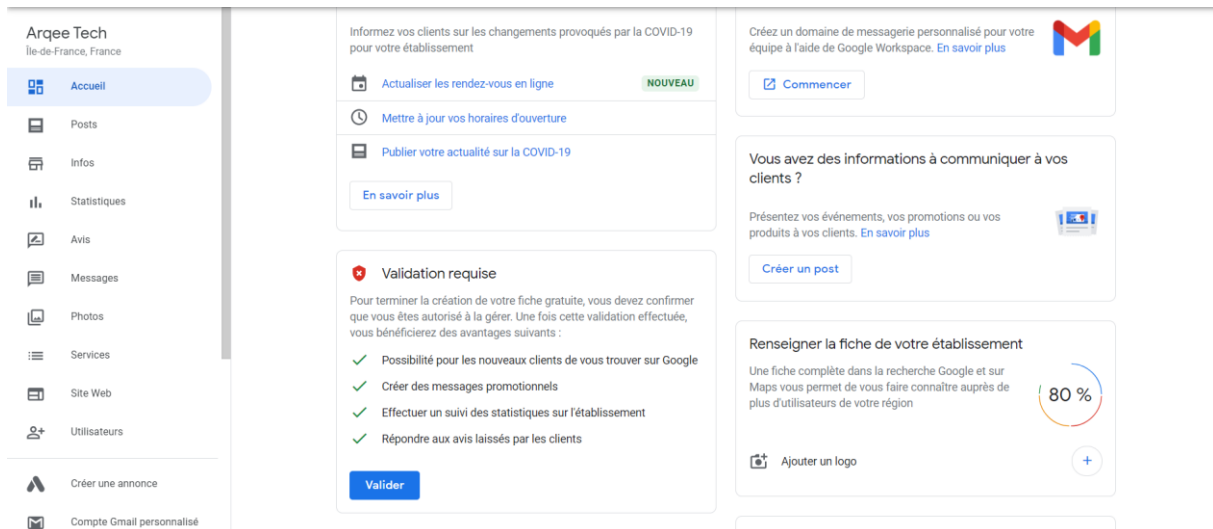 Arqee Tech
Île-de-France, France
Accueil
Posts
Infos
Statistiques
Avis
Messages
Photos
Services
Site Web
Utilisateurs
Créer une annonce
Compte Gmail personnalisé
Informez vos clients sur les changements provoqués par la COVID-19
pour votre établissement
Actualiser les rendez-vous en ligne
NOUVEAU
Mettre à jour vos horaires d'ouverture
Publier votre actualité sur la COVID-19
En savoir plus
Validation requise
Pour terminer la création de votre fiche gratuite, vous devez confirmer
que vous êtes autorisé à la gérer. Une fois cette validation effectuée,
vous bénéficierez des avantages suivants :
Possibilité pour les nouveaux clients de vous trouver sur Google
Créer des messages promotionnels
Effectuer un suivi des statistiques sur l'établissement
Répondre aux avis laissés par les clients
Valider
Créez un domaine de messagerie personnalisé pour votre
équipe à l'aide de Google Workspace. En savoir plus
Commencer
Vous avez des informations à communiquer à vos
clients ?
Présentez vos événements, vos promotions ou vos
produits à vos clients. En savoir plus
Créer un post
Renseigner la fiche de votre établissement
Une fiche complète dans la recherche Google et sur
Maps vous permet de vous faire connaître auprès de
plus d'utilisateurs de votre région
80 %
Ajouter un logo